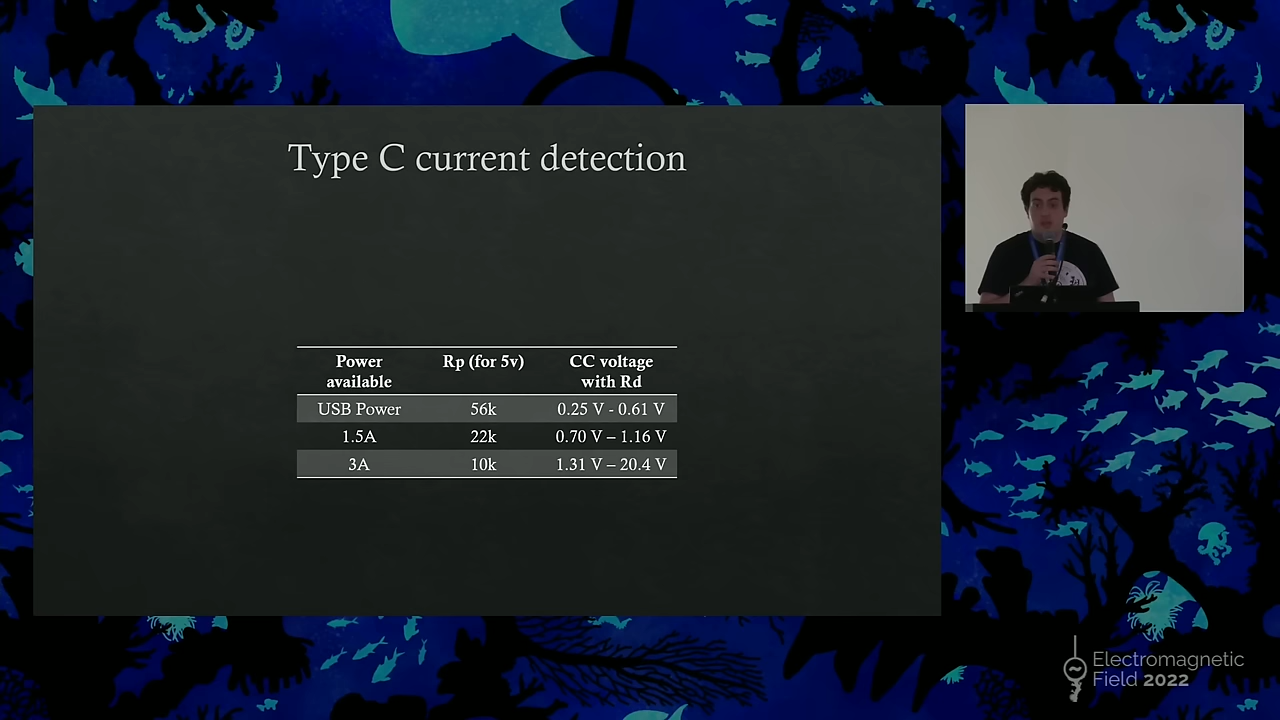 Type C current detection
Power available
Rp (for 5v)
CC voltage with Rd
USB Power 56k 0.25 V - 0.61 V
1.5A 22k 0.70 V – 1.16 V
3A 10k 1.31 V – 20.4 V
Electromagnetic
Field 2022